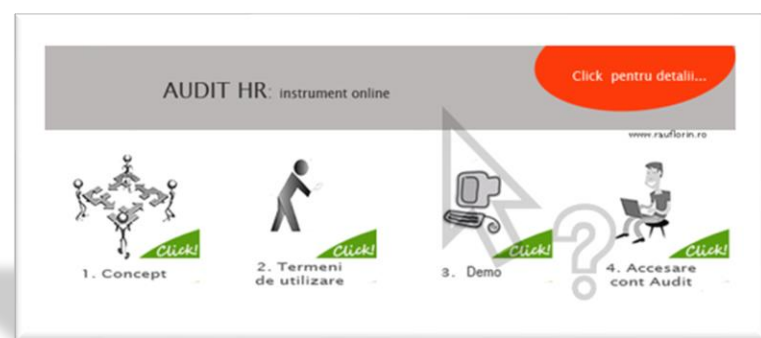 AUDIT HR: instrument online
Click pentru detalii...
www.rauflorin.ro
Click!
1. Concept
Click!
2. Termeni
de utilizare
Click!
3. Demo
Click!
4. Accesare
cont Audit